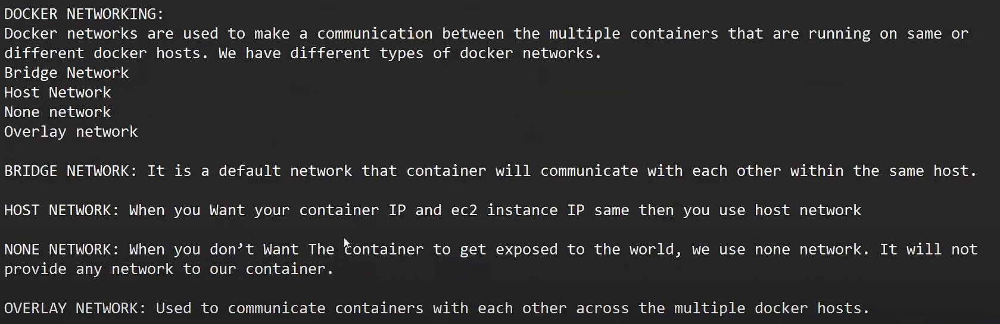 DOCKER NETWORKING:
Docker networks are used to make a communication between the multiple containers that are running on same or
different docker hosts. We have different types of docker networks.
Bridge Network
Host Network
None network
Overlay network
BRIDGE NETWORK: It is a default network that container will communicate with each other within the same host.
HOST NETWORK: When you Want your container IP and ec2 instance IP same then you use host network
NONE NETWORK: When you don’t Want The container to get exposed to the world, we use none network. It will not
provide any network to our container.
OVERLAY NETWORK: Used to communicate containers with each other across the multiple docker hosts.